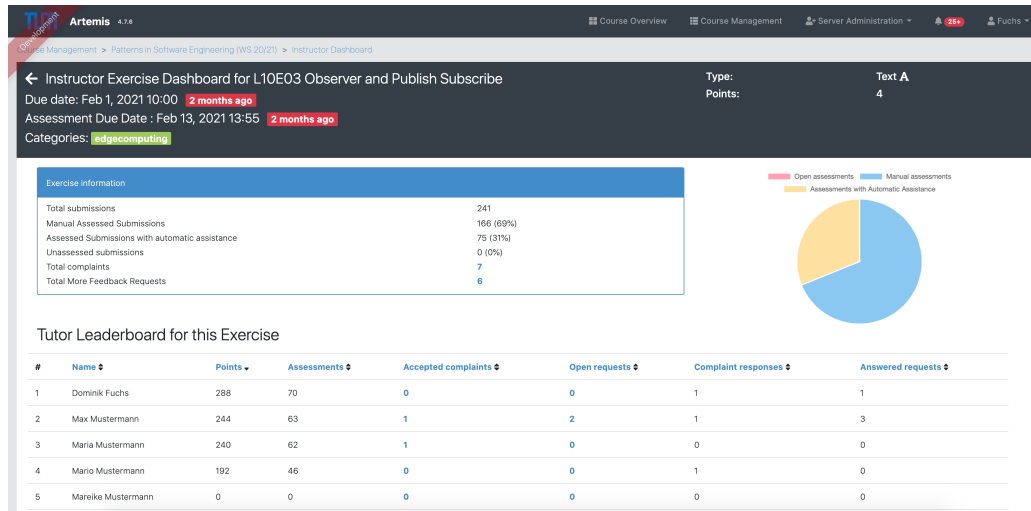 TUM Artemis 4.7.6 Course Overview Course Management Server Administration 25+ Fuchs
Development
Course Management > Patterns in Software Engineering (WS 20/21) > Instructor Dashboard
Instructor Exercise Dashboard for L10E03 Observer and Publish Subscribe Type: Text A
Due date: Feb 1, 2021 10:00 2 months ago Points: 4
Assessment Due Date : Feb 13, 2021 13:55 2 months ago
Categories: edgecomputing
Exercise information
Total submissions 241
Manual Assessed Submissions 166 (69%)
Assessed Submissions with automatic assistance 75 (31%)
Unassessed submissions 0 (0%)
Total complaints 7
Total More Feedback Requests 6
Open assessments Manual assessments
Assessments with Automatic Assistance
Tutor Leaderboard for this Exercise
# Name Points Assessments Accepted complaints Open requests Complaint responses Answered requests
1 Dominik Fuchs 288 70 0 0 1 1
2 Max Mustermann 244 63 1 2 1 3
3 Maria Mustermann 240 62 1 0 0 0
4 Mario Mustermann 192 46 0 0 1 0
5 Mareike Mustermann 0 0 0 0 0 0